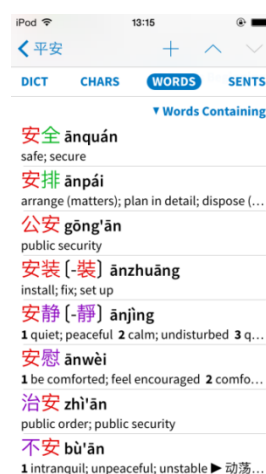 iPod 13:15
平安
DICT CHARS WORDS SENTS
▼ Words Containing
安全 ānquán
safe; secure
安排 ānpái
arrange (matters); plan in detail; dispose (…
公安 gōng'ān
public security
安装 [-裝] ānzhuāng
install; fix; set up
安静 [-靜] ānjìng
1 quiet; peaceful 2 calm; undisturbed 3 q…
安慰 ānwèi
1 be comforted; feel encouraged 2 comfo…
治安 zhì'ān
public order; public security
不安 bù'ān
1 intranquil; unpeaceful; unstable ▶ 动荡…